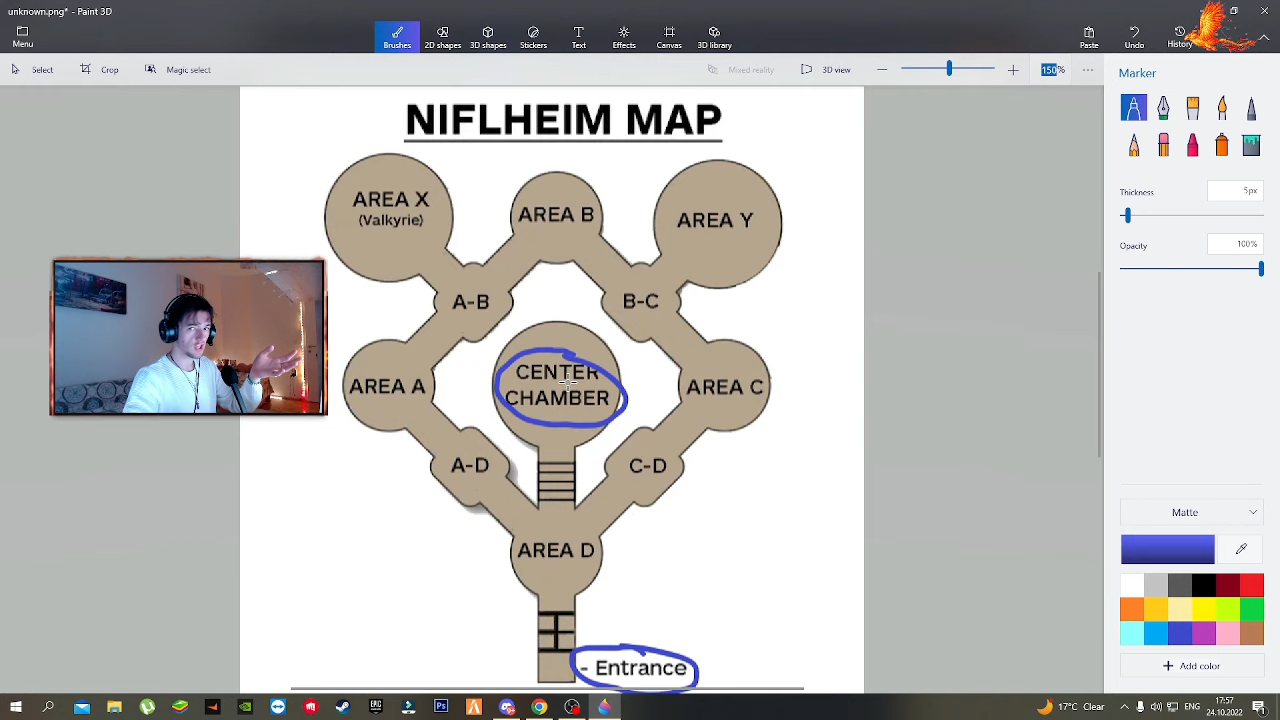 unknown.png* - Paint 3D
Menu
Brushes
2D shapes
3D shapes
Stickers
Text
Effects
Canvas
3D library
Paste
Undo
History
Select
Crop
Magic select
Mixed reality
3D view
150%
Marker
Thickness
5px
Opacity
100%
Matte
Add color
NIFLHEIM MAP
AREA X
(Valkyrie)
AREA B
AREA Y
A-B
B-C
AREA A
CENTER
CHAMBER
AREA C
A-D
C-D
AREA D
- Entrance
17°C Clear
17:57
24.10.2022